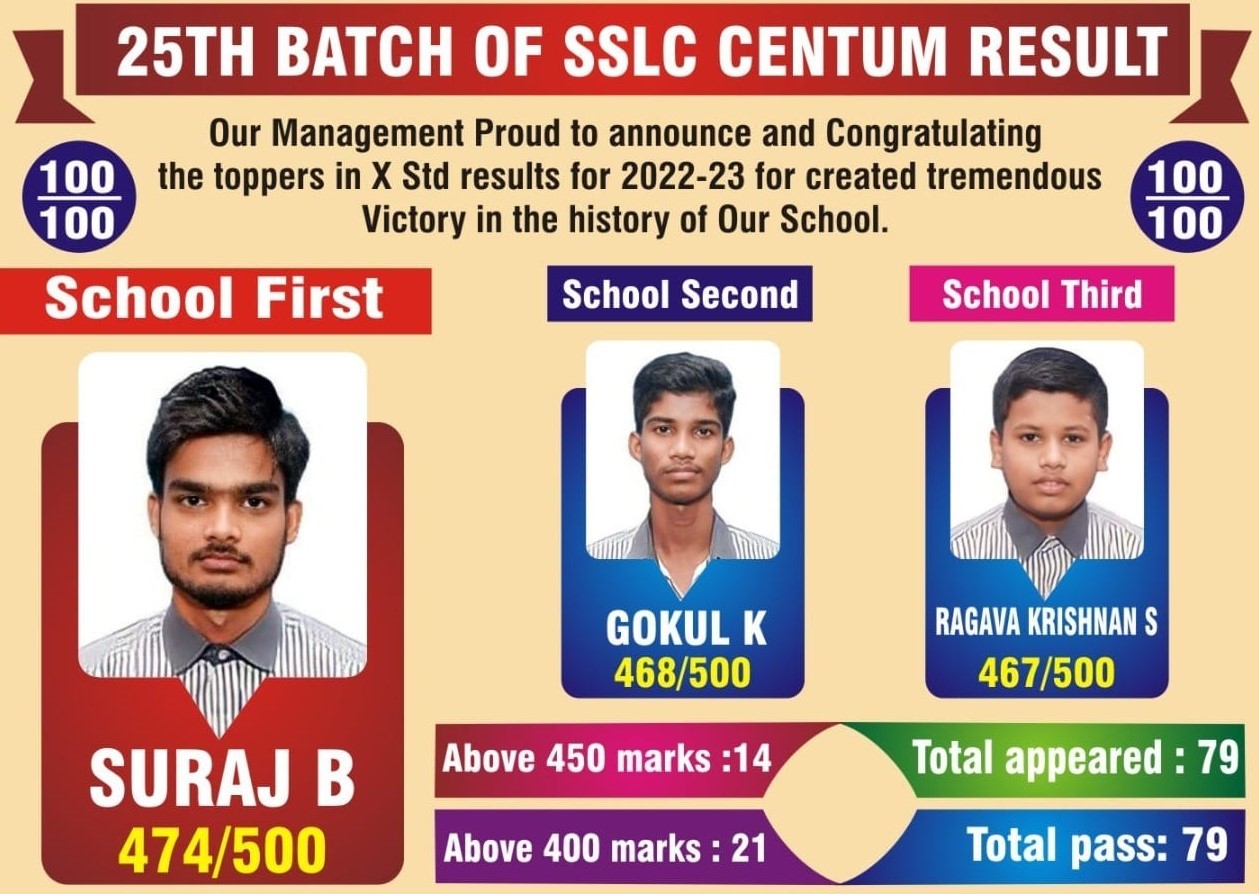 25TH BATCH OF SSLC CENTUM RESULT
Our Management Proud to announce and Congratulating
the toppers in X Std results for 2022-23 for created tremendous
Victory in the history of Our School.
100
100
100
100
School First
School Second
School Third
SURAJ B
474/500
GOKUL K
468/500
RAGAVA KRISHNAN S
467/500
Above 450 marks :14
Total appeared : 79
Above 400 marks : 21
Total pass: 79